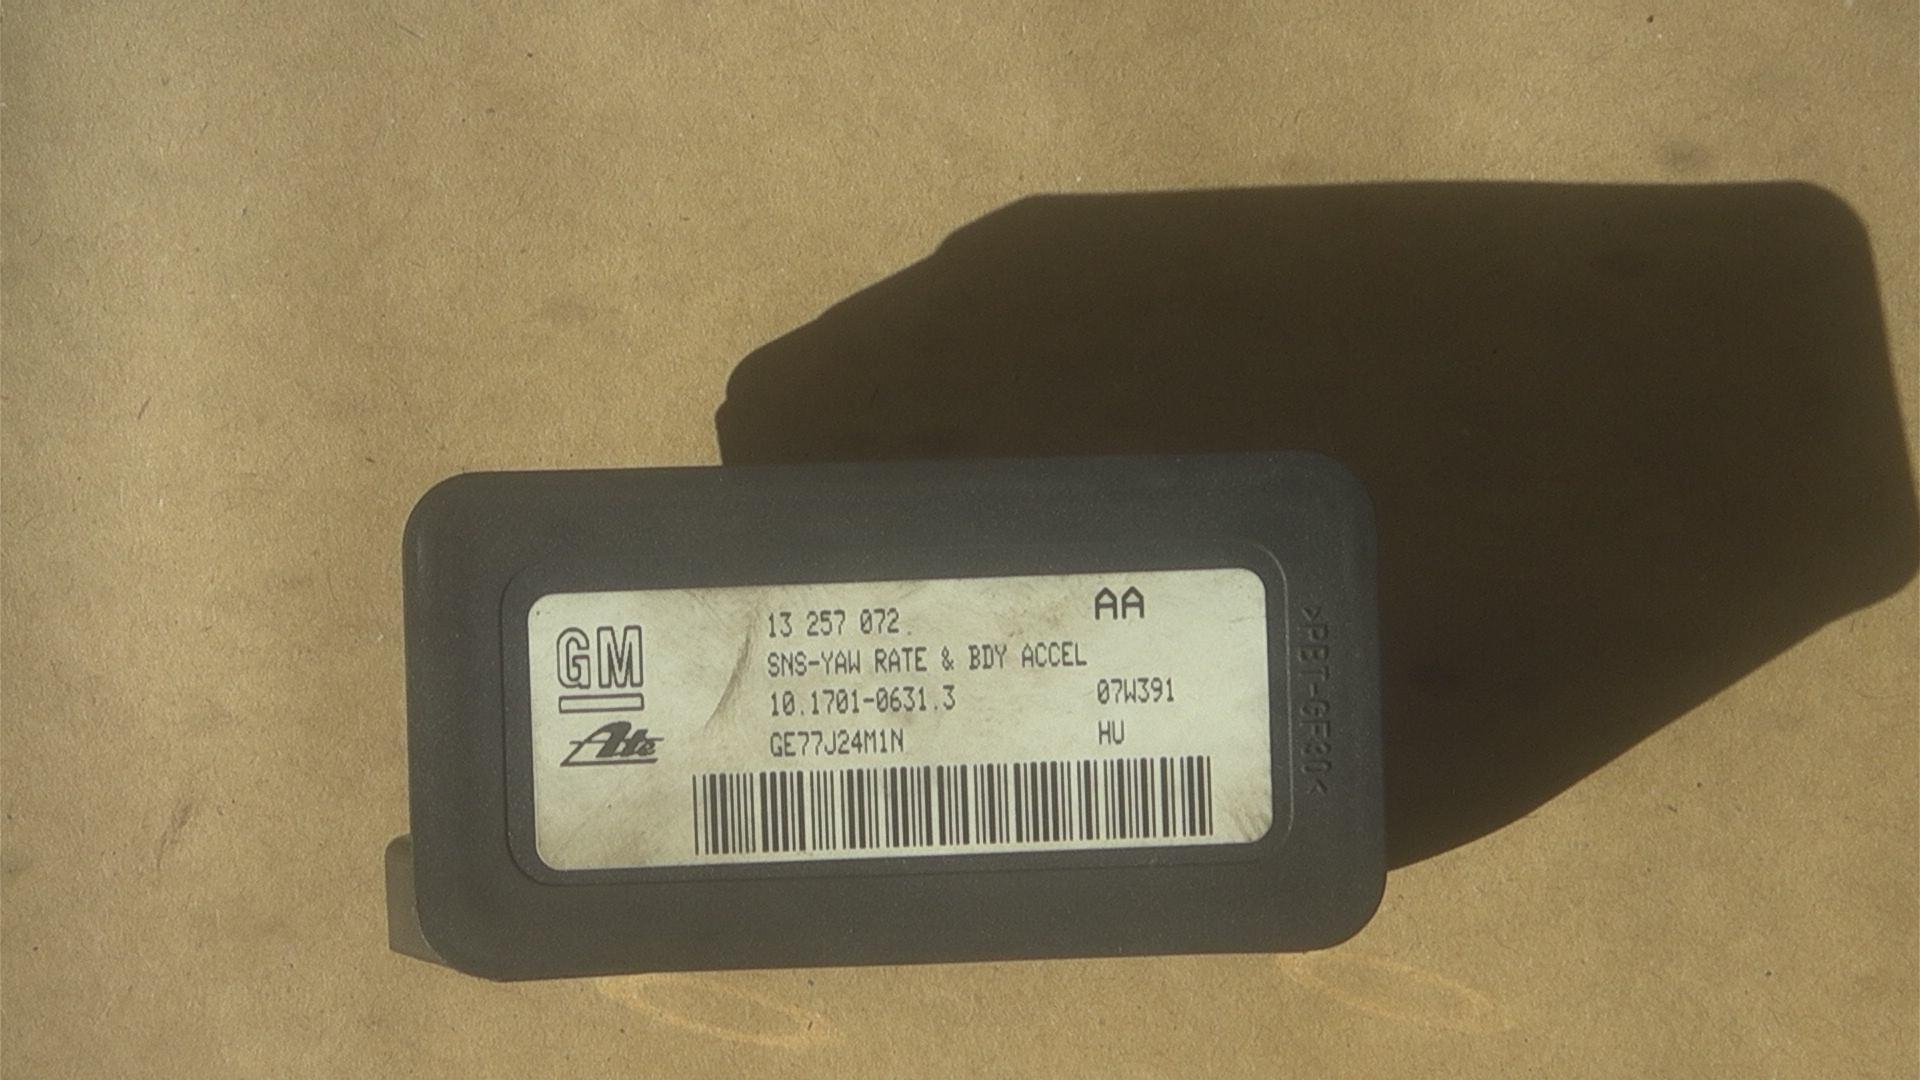 GM
Ate
13 257 072
AA
SNS-YAW RATE & BDY ACCEL
10.1701-0631.3
07W391
GE77J24M1N
HU
>PBT-GF30<